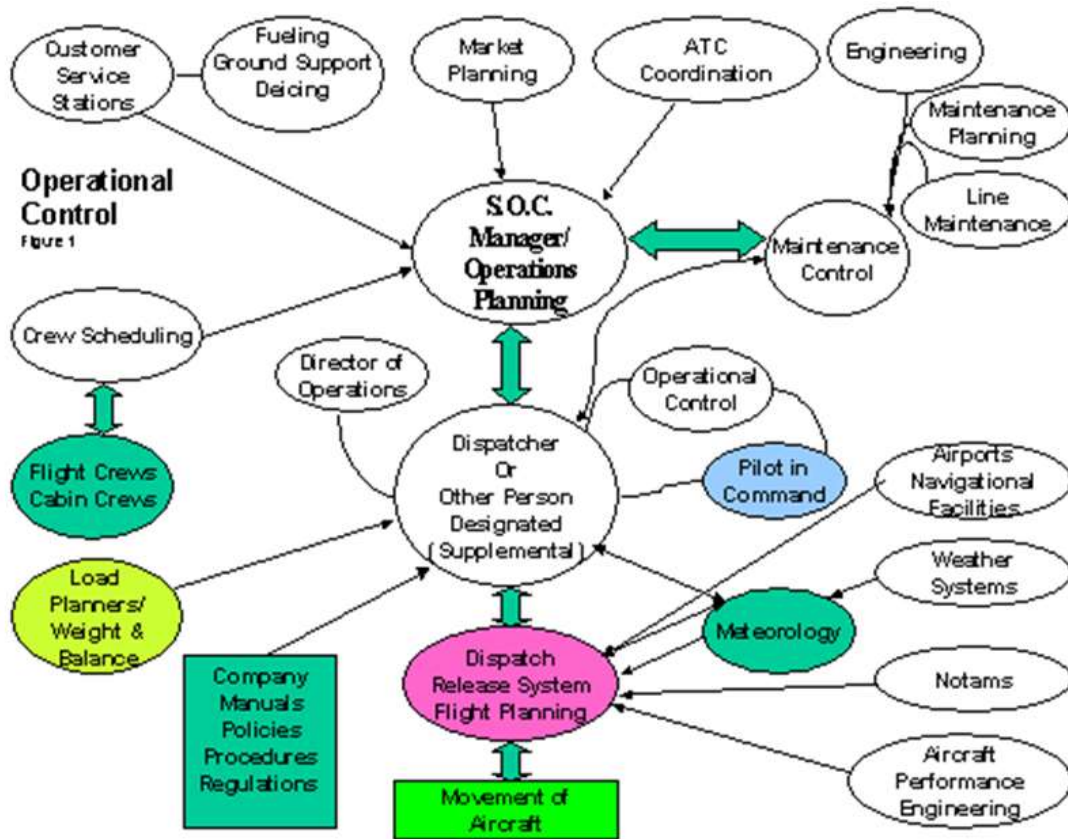 Customer
Service
Stations
Fueling
Ground Support
Deicing
Market
Planning
ATC
Coordination
Engineering
Maintenance
Planning
Line
Maintenance
Operational
Control
Figure 1
S.O.C.
Manager/
Operations
Planning
Maintenance
Control
Crew Scheduling
Director of
Operations
Operational
Control
Flight Crews
Cabin Crews
Dispatcher
Or
Other Person
Designated
(Supplemental)
Pilot in
Command
Airports
Navigational
Facilities
Load
Planners/
Weight &
Balance
Weather
Systems
Meteorology
Company
Manuals
Policies
Procedures
Regulations
Dispatch
Release System
Flight Planning
Notams
Aircraft
Performance
Engineering
Movement of
Aircraft